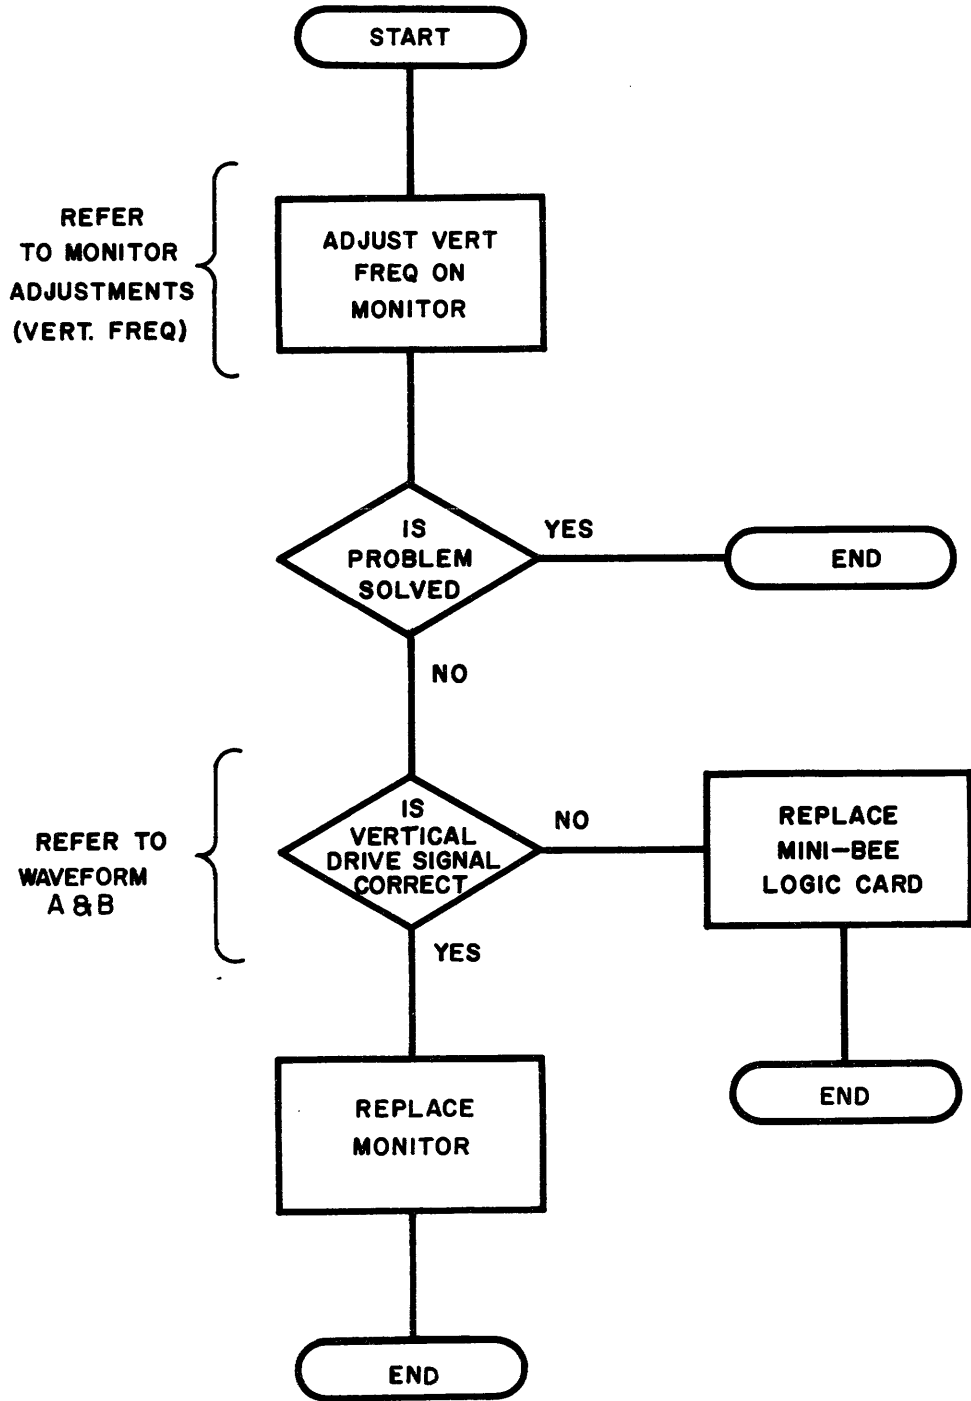 START
REFER
TO MONITOR
ADJUSTMENTS
(VERT. FREQ)
ADJUST VERT
FREQ ON
MONITOR
IS
PROBLEM
SOLVED
YES
END
NO
REFER TO
WAVEFORM
A & B
IS
VERTICAL
DRIVE SIGNAL
CORRECT
NO
REPLACE
MINI-BEE
LOGIC CARD
END
YES
REPLACE
MONITOR
END